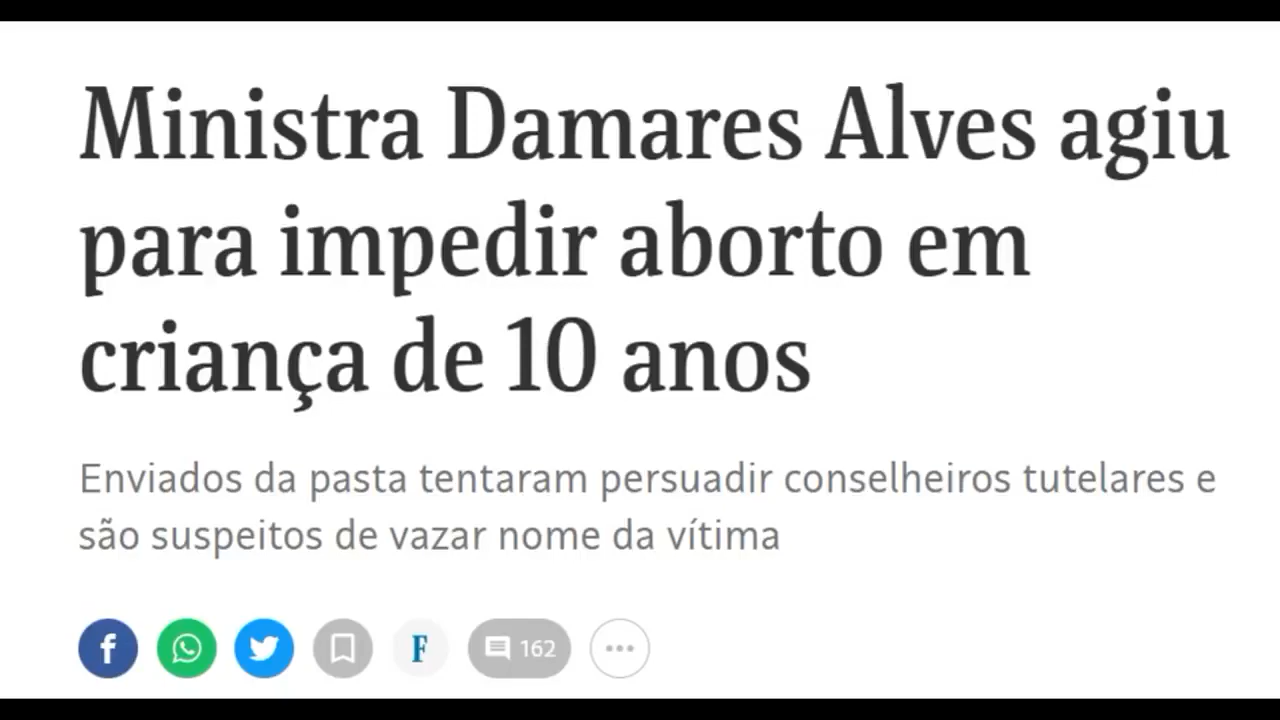 Ministra Damares Alves agiu
para impedir aborto em
criança de 10 anos
Enviados da pasta tentaram persuadir conselheiros tutelares e
são suspeitos de vazar nome da vítima
f F 162